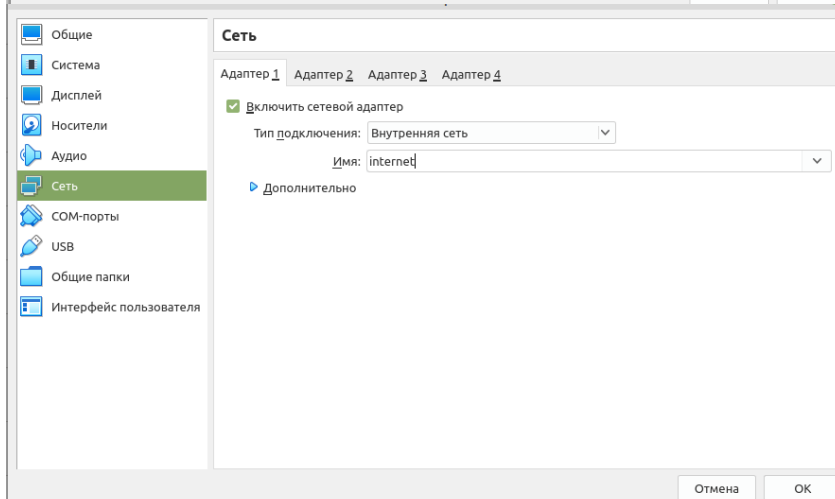 Общие
Система
Дисплей
Носители
Аудио
Сеть
COM-порты
USB
Общие папки
Интерфейс пользователя
Сеть
Адаптер 1 Адаптер 2 Адаптер 3 Адаптер 4
Включить сетевой адаптер
Тип подключения: Внутренняя сеть
Имя: internet
Дополнительно
Отмена OK